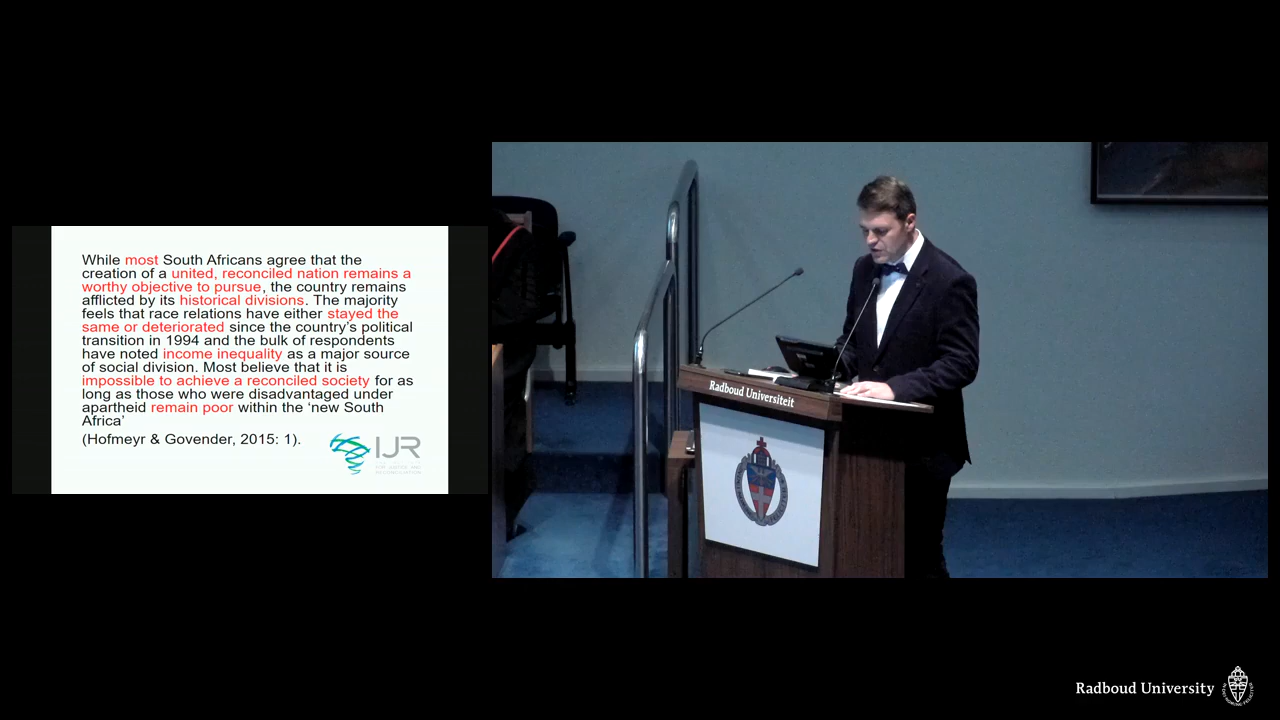 While most South Africans agree that the
creation of a united, reconciled nation remains a
worthy objective to pursue, the country remains
afflicted by its historical divisions. The majority
feels that race relations have either stayed the
same or deteriorated since the country’s political
transition in 1994 and the bulk of respondents
have noted income inequality as a major source
of social division. Most believe that it is
impossible to achieve a reconciled society for as
long as those who were disadvantaged under
apartheid remain poor within the ‘new South
Africa’
(Hofmeyr & Govender, 2015: 1).
IJR
FOR JUSTICE AND
RECONCILIATION
Radboud Universiteit
Radboud University